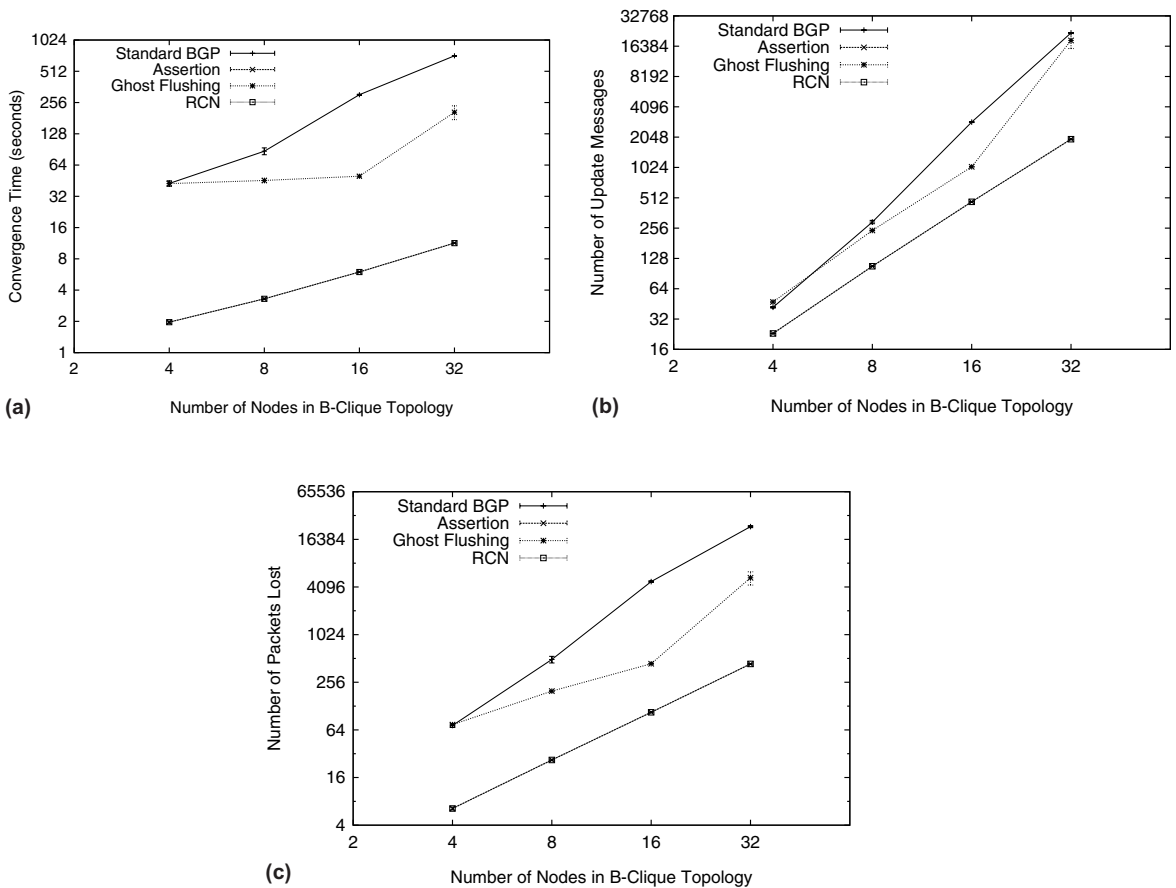 1024
512
256
128
64
32
16
8
4
2
1
Convergence Time (seconds)
Standard BGP
Assertion
Ghost Flushing
RCN
2 4 8 16 32
Number of Nodes in B-Clique Topology
(a)
32768
16384
8192
4096
2048
1024
512
256
128
64
32
16
Number of Update Messages
Standard BGP
Assertion
Ghost Flushing
RCN
2 4 8 16 32
Number of Nodes in B-Clique Topology
(b)
65536
16384
4096
1024
256
64
16
4
Number of Packets Lost
Standard BGP
Assertion
Ghost Flushing
RCN
2 4 8 16 32
Number of Nodes in B-Clique Topology
(c)